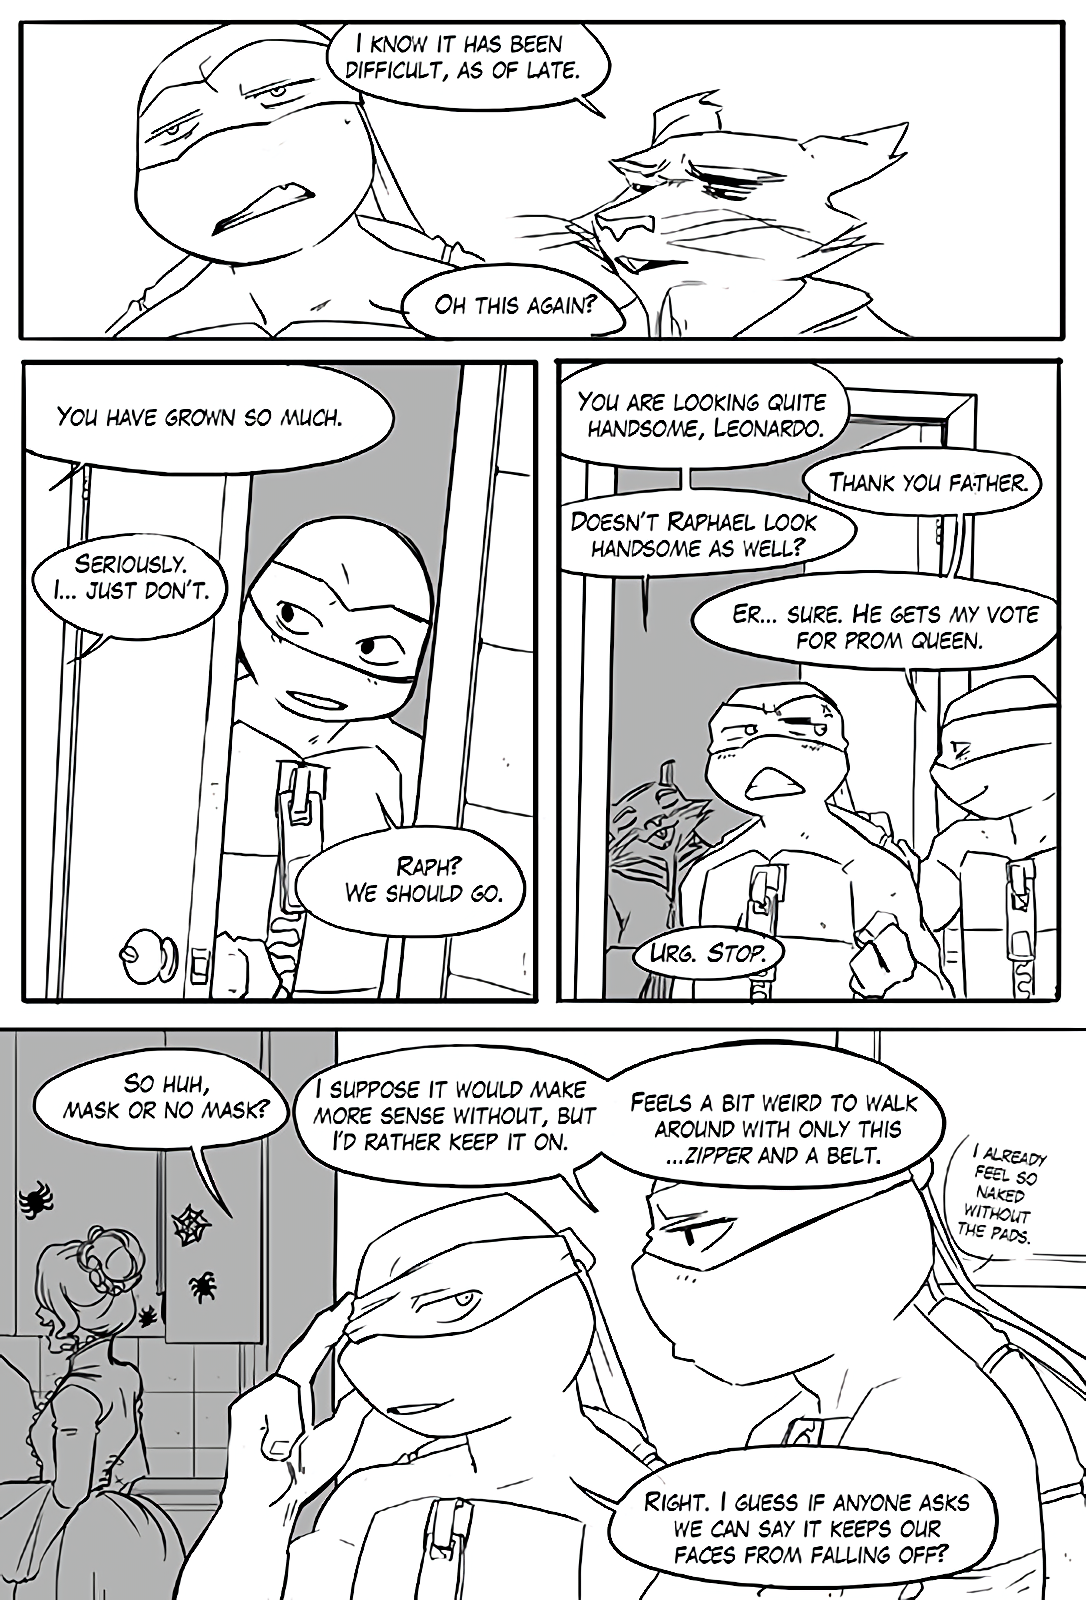 I KNOW IT HAS BEEN
DIFFICULT, AS OF LATE.
OH THIS AGAIN?
YOU HAVE GROWN SO MUCH.
SERIOUSLY.
I... JUST DON'T.
RAPH?
WE SHOULD GO.
YOU ARE LOOKING QUITE
HANDSOME, LEONARDO.
THANK YOU FATHER.
DOESN'T RAPHAEL LOOK
HANDSOME AS WELL?
ER... SURE. HE GETS MY VOTE
FOR PROM QUEEN.
URG. STOP.
SO HUH,
MASK OR NO MASK?
I SUPPOSE IT WOULD MAKE
MORE SENSE WITHOUT, BUT
I'D RATHER KEEP IT ON.
FEELS A BIT WEIRD TO WALK
AROUND WITH ONLY THIS
...ZIPPER AND A BELT.
I ALREADY
FEEL SO
NAKED
WITHOUT
THE PADS.
RIGHT. I GUESS IF ANYONE ASKS
WE CAN SAY IT KEEPS OUR
FACES FROM FALLING OFF?